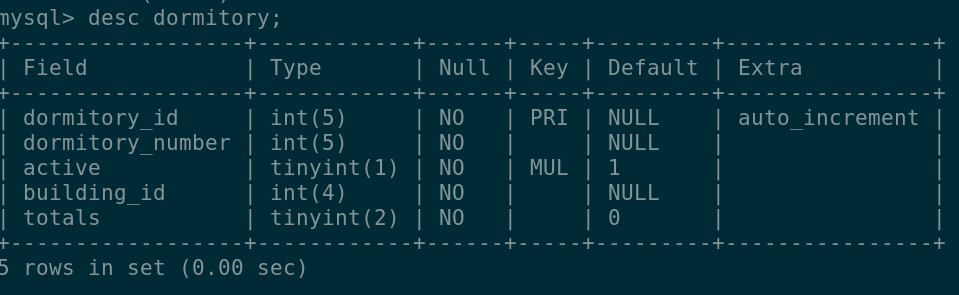 mysql> desc dormitory;
+------------------+------------+------+-----+---------+----------------+
| Field            | Type       | Null | Key | Default | Extra          |
+------------------+------------+------+-----+---------+----------------+
| dormitory_id     | int(5)     | NO   | PRI | NULL    | auto_increment |
| dormitory_number | int(5)     | NO   |     | NULL    |                |
| active           | tinyint(1) | NO   | MUL | 1       |                |
| building_id      | int(4)     | NO   |     | NULL    |                |
| totals           | tinyint(2) | NO   |     | 0       |                |
+------------------+------------+------+-----+---------+----------------+
5 rows in set (0.00 sec)